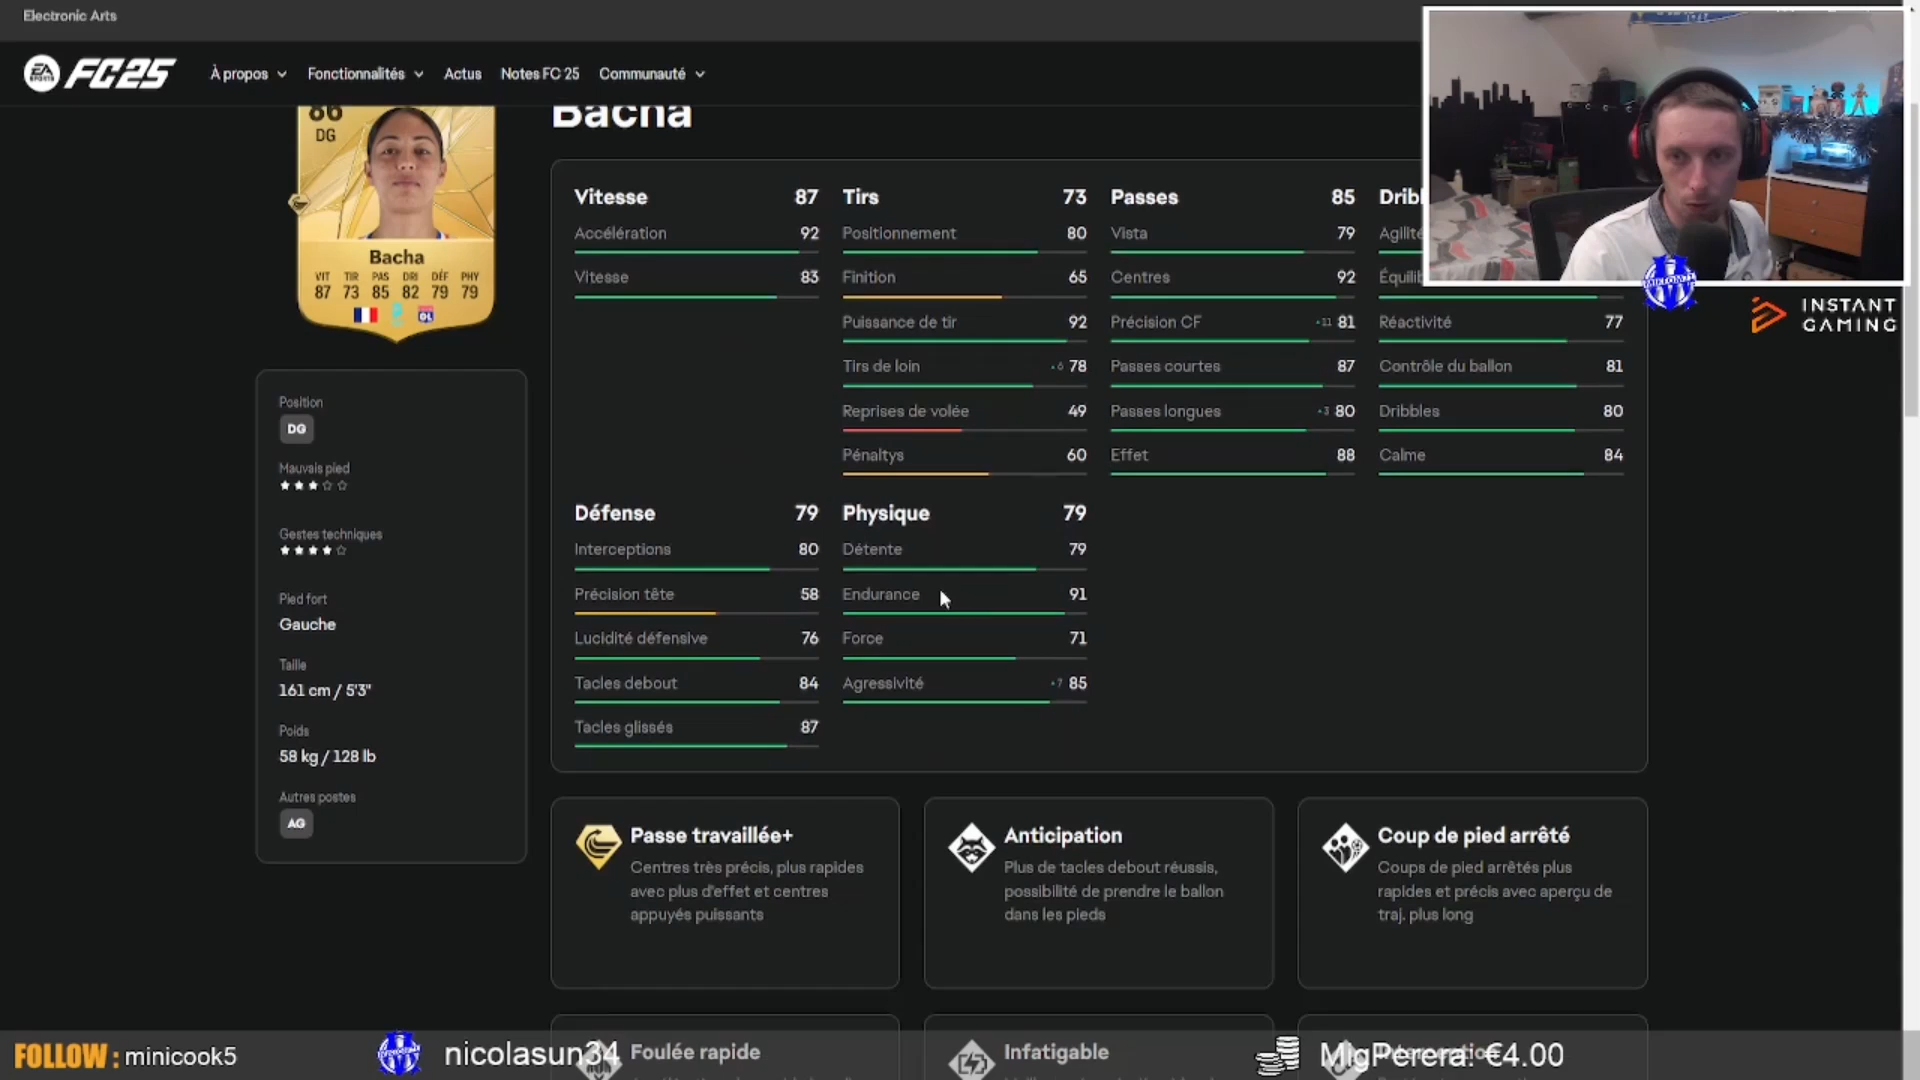 Electronic Arts
EA SPORTS FC25
À propos
Fonctionnalités
Actus
Notes FC 25
Communauté
86
DG
Bacha
VIT TIR PAS DRI DÉF PHY
87 73 85 82 79 79
OL
Bacha
Vitesse 87
Accélération 92
Vitesse 83
Tirs 73
Positionnement 80
Finition 65
Puissance de tir 92
Tirs de loin 6 78
Reprises de volée 49
Pénaltys 60
Passes 85
Vista 79
Centres 92
Précision CF 11 81
Passes courtes 87
Passes longues 3 80
Effet 88
Dribl
Agilité
Équilib
Réactivité 77
Contrôle du ballon 81
Dribbles 80
Calme 84
Défense 79
Interceptions 80
Précision tête 58
Lucidité défensive 76
Tacles debout 84
Tacles glissés 87
Physique 79
Détente 79
Endurance 91
Force 71
Agressivité 7 85
INSTANT
GAMING
Position
DG
Mauvais pied
Gestes techniques
Pied fort
Gauche
Taille
161 cm / 5'3"
Poids
58 kg / 128 lb
Autres postes
AG
Passe travaillée+
Centres très précis, plus rapides
avec plus d'effet et centres
appuyés puissants
Anticipation
Plus de tacles debout réussis,
possibilité de prendre le ballon
dans les pieds
Coup de pied arrêté
Coups de pied arrêtés plus
rapides et précis avec aperçu de
traj. plus long
Foulée rapide
Infatigable
FOLLOW : minicook5
nicolasun34
MlgPerera: €4.00